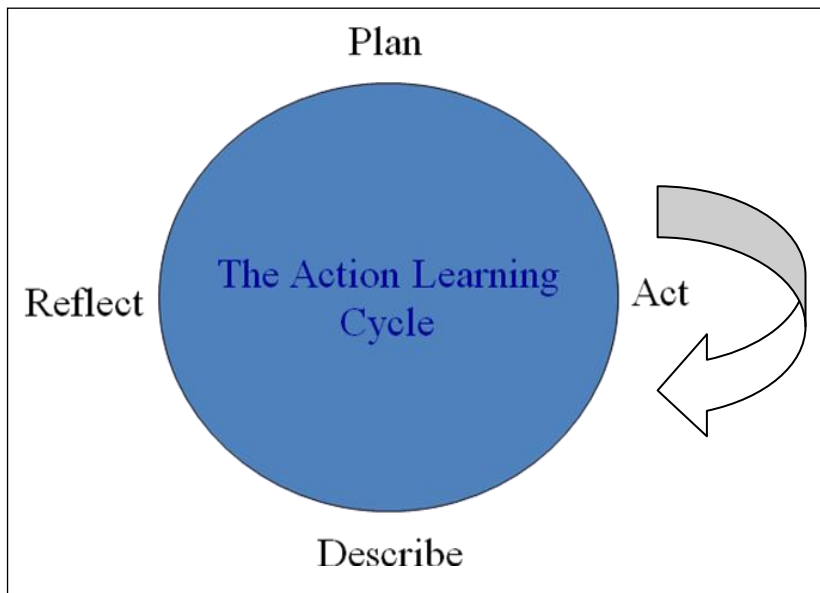 Plan
The Action Learning
Cycle
Reflect
Act
Describe